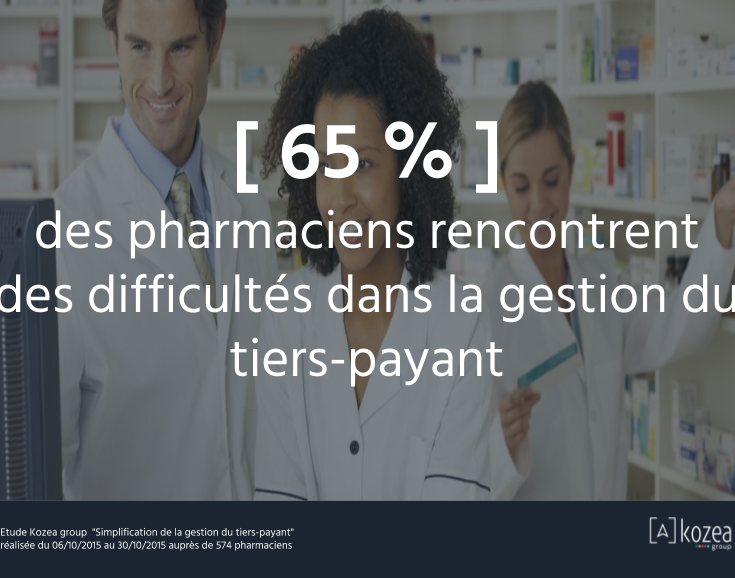 [ 65 % ]
des pharmaciens rencontrent
des difficultés dans la gestion du
tiers-payant
Etude Kozea group  "Simplification de la gestion du tiers-payant"
réalisée du 06/10/2015 au 30/10/2015 auprès de 574 pharmaciens
[A] kozea
group